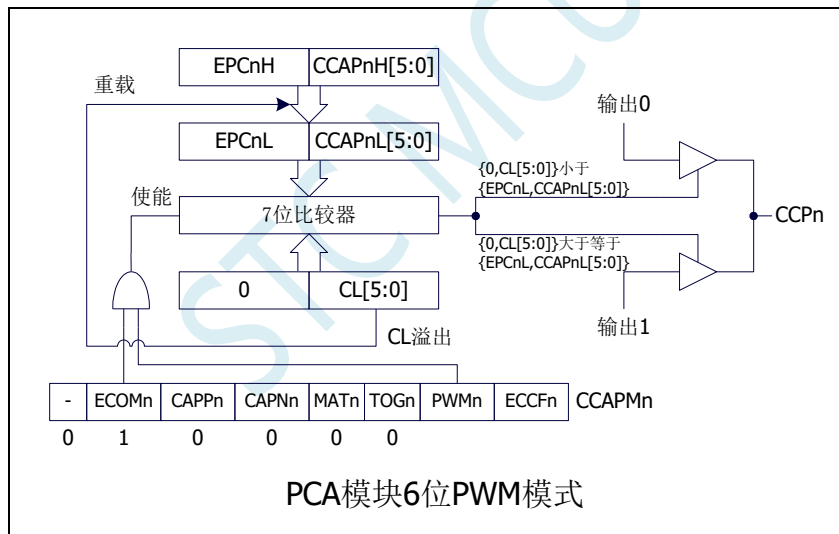 EPCnH CCAPnH[5:0]
重载
输出0
EPCnL CCAPnL[5:0]
{0,CL[5:0]}小于
{EPCnL,CCAPnL[5:0]}
使能
7位比较器
CCPn
{0,CL[5:0]}大于等于
{EPCnL,CCAPnL[5:0]}
0 CL[5:0]
输出1
CL溢出
- ECOMn CAPPn CAPNn MATn TOGn PWMn ECCFn CCAPMn
0 1 0 0 0 0
PCA模块6位PWM模式
STC MCU